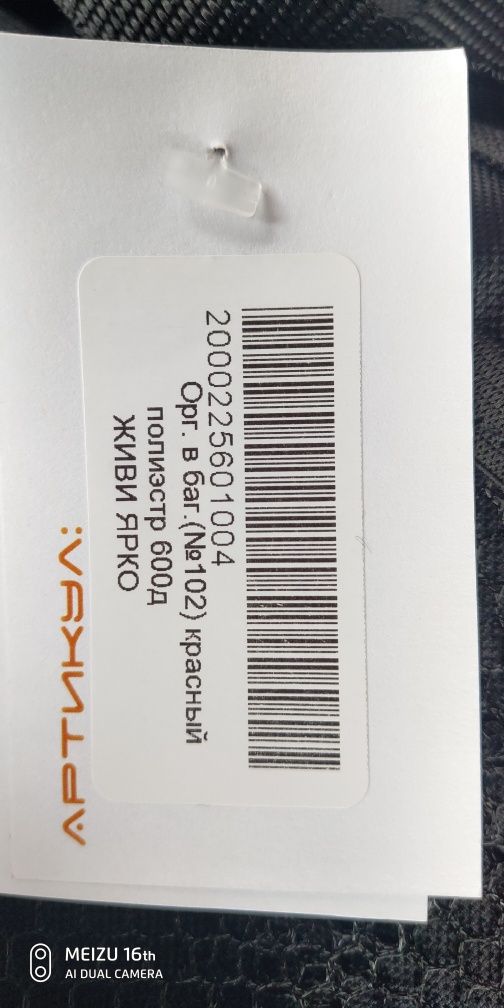 АРТИКУЛ:
2000225601004
Орг. в баг.(№102) красный
полиэстр 600д
ЖИВИ ЯРКО
MEIZU 16th
AI DUAL CAMERA